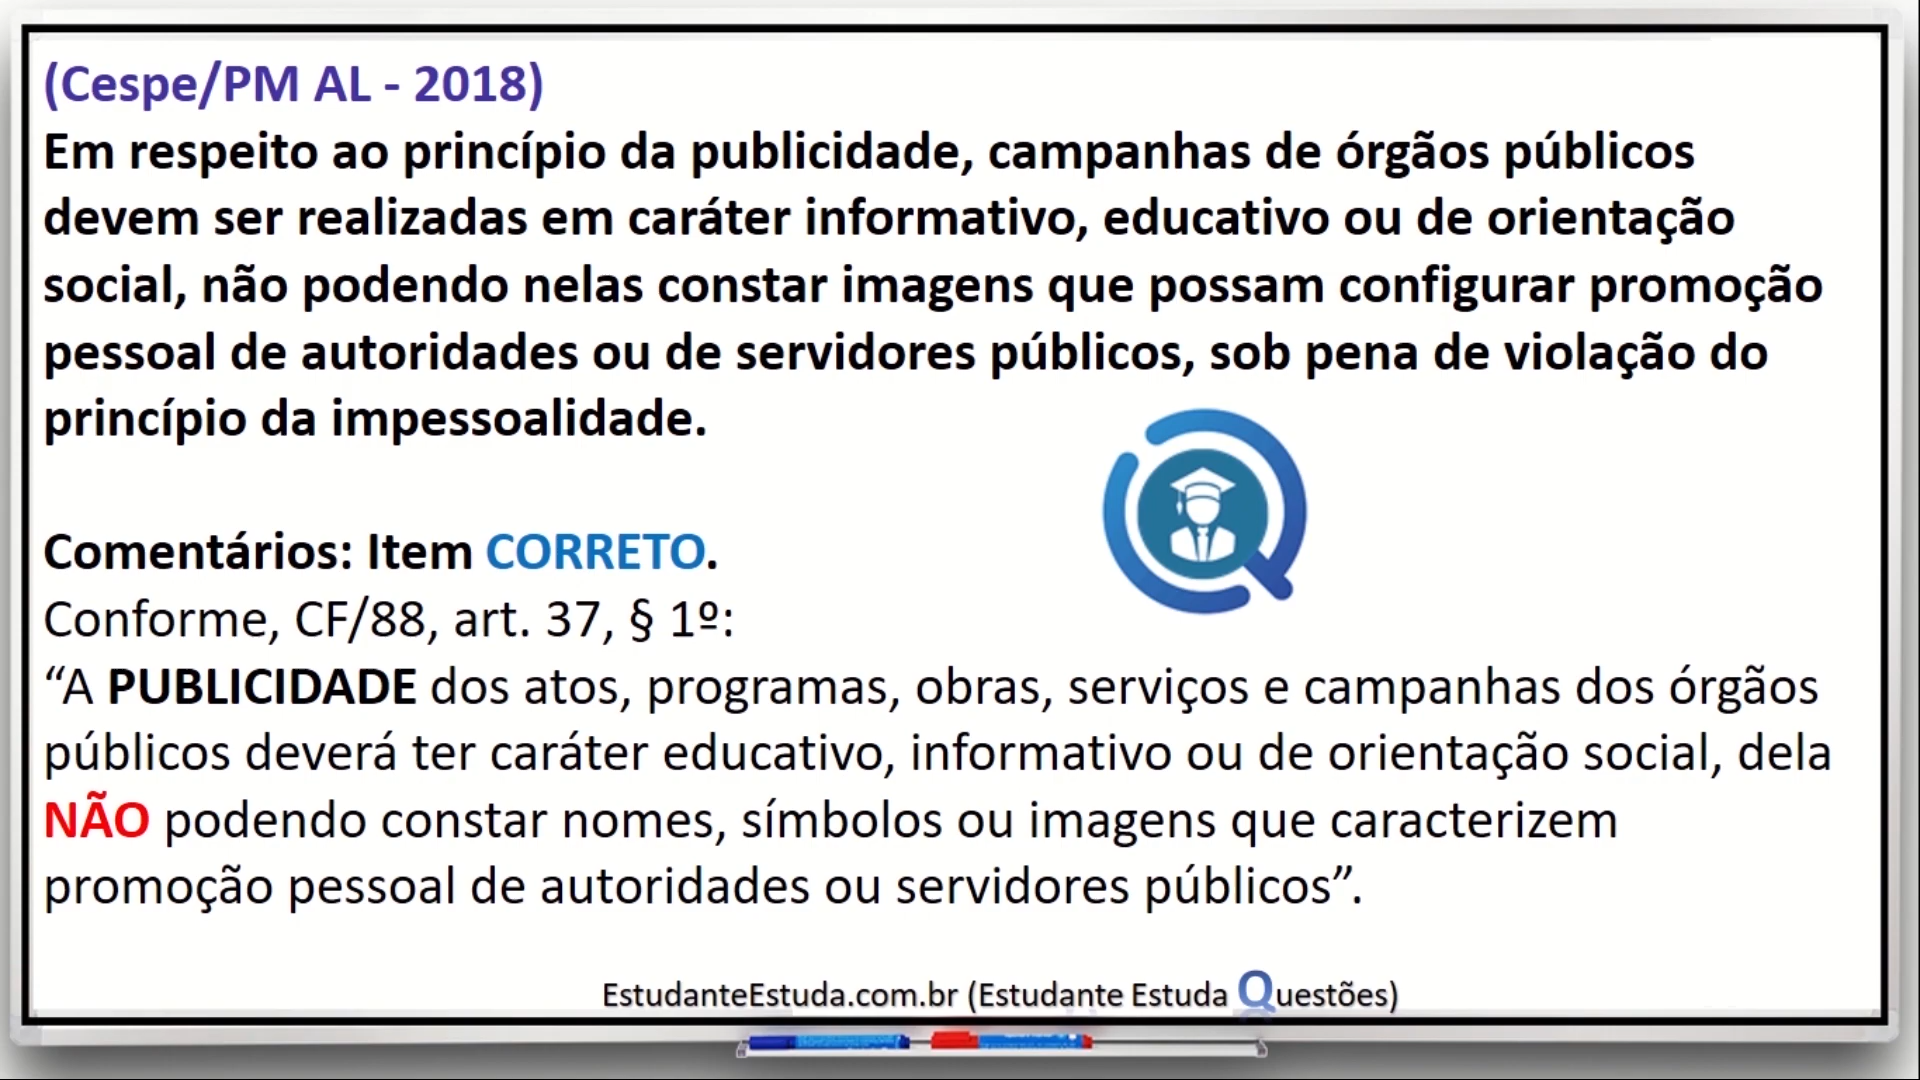 (Cespe/PM AL - 2018)
Em respeito ao princípio da publicidade, campanhas de órgãos públicos
devem ser realizadas em caráter informativo, educativo ou de orientação
social, não podendo nelas constar imagens que possam configurar promoção
pessoal de autoridades ou de servidores públicos, sob pena de violação do
princípio da impessoalidade.
Comentários: Item CORRETO.
Conforme, CF/88, art. 37, § 1º:
“A PUBLICIDADE dos atos, programas, obras, serviços e campanhas dos órgãos
públicos deverá ter caráter educativo, informativo ou de orientação social, dela
NÃO podendo constar nomes, símbolos ou imagens que caracterizem
promoção pessoal de autoridades ou servidores públicos”.
EstudanteEstuda.com.br (Estudante Estuda Questões)